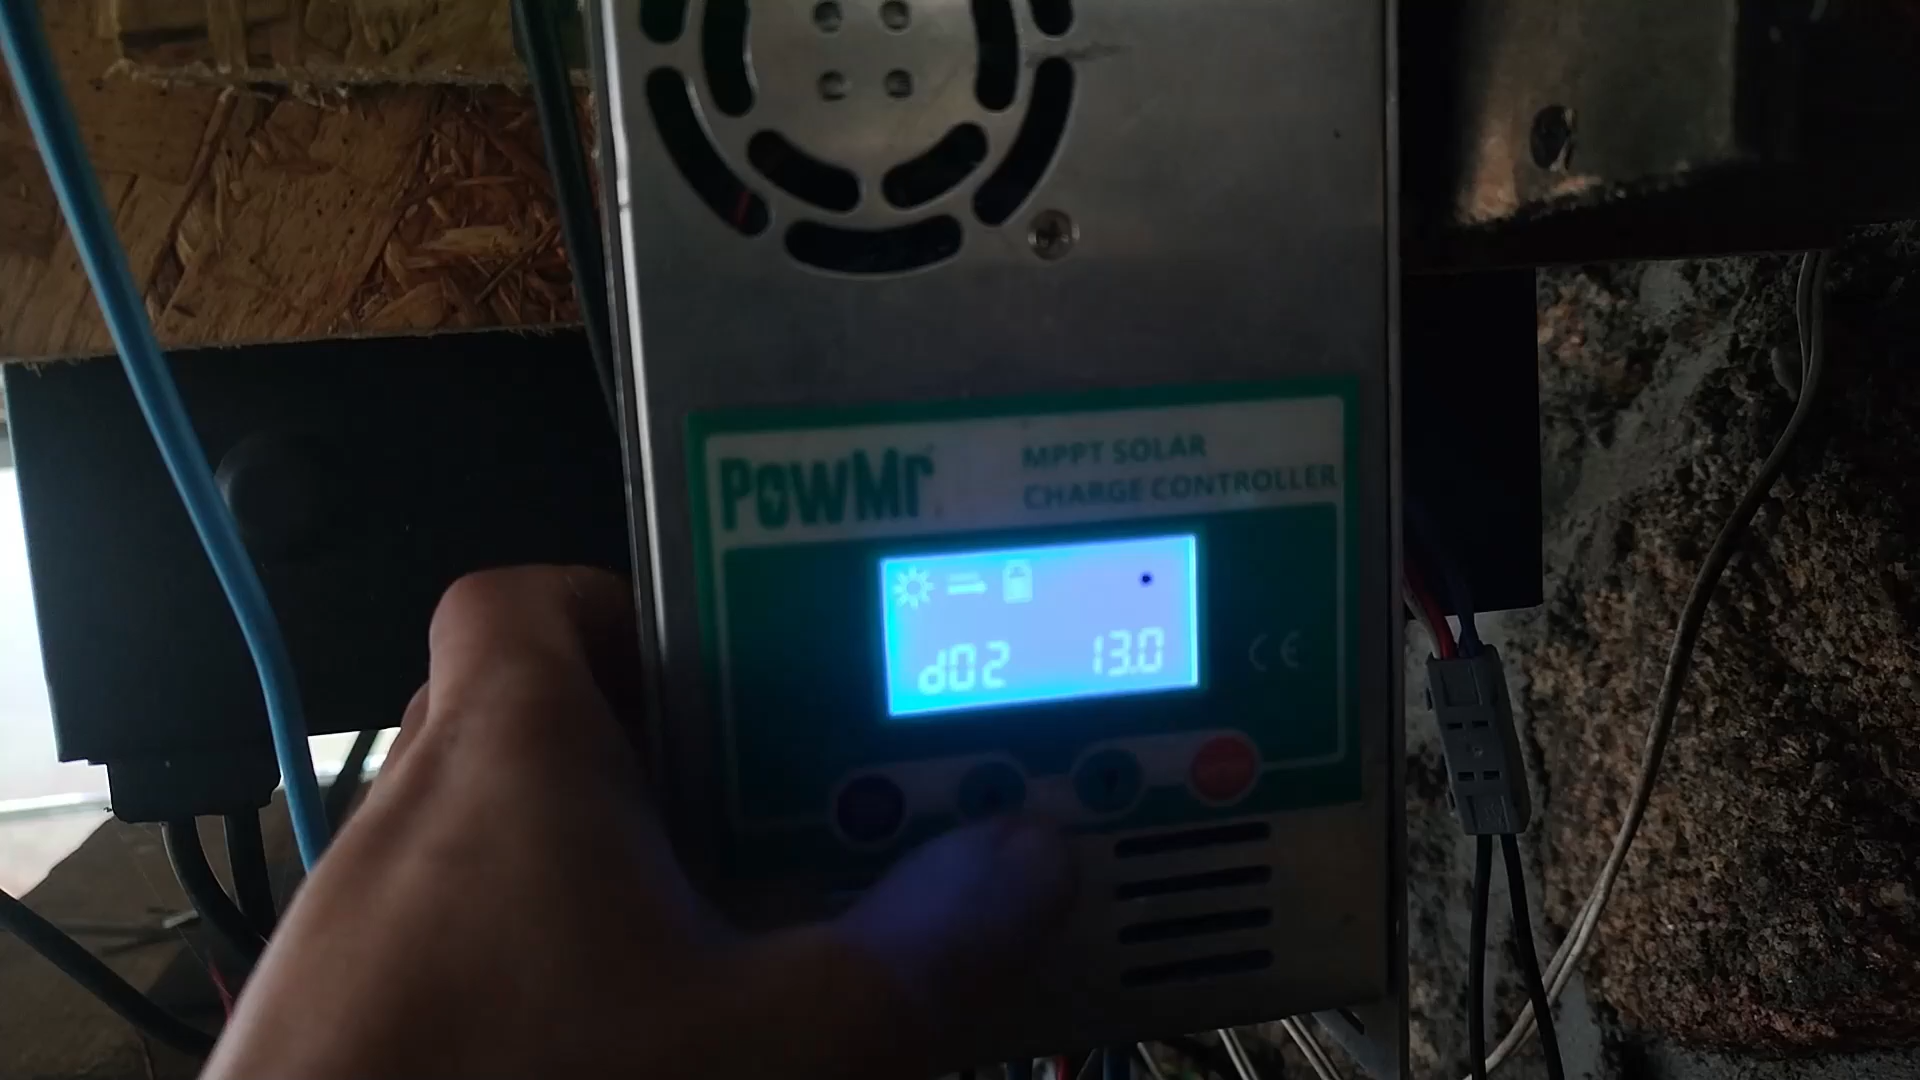 PowMr
MPPT SOLAR
CHARGE CONTROLLER
d02 13.0
CE